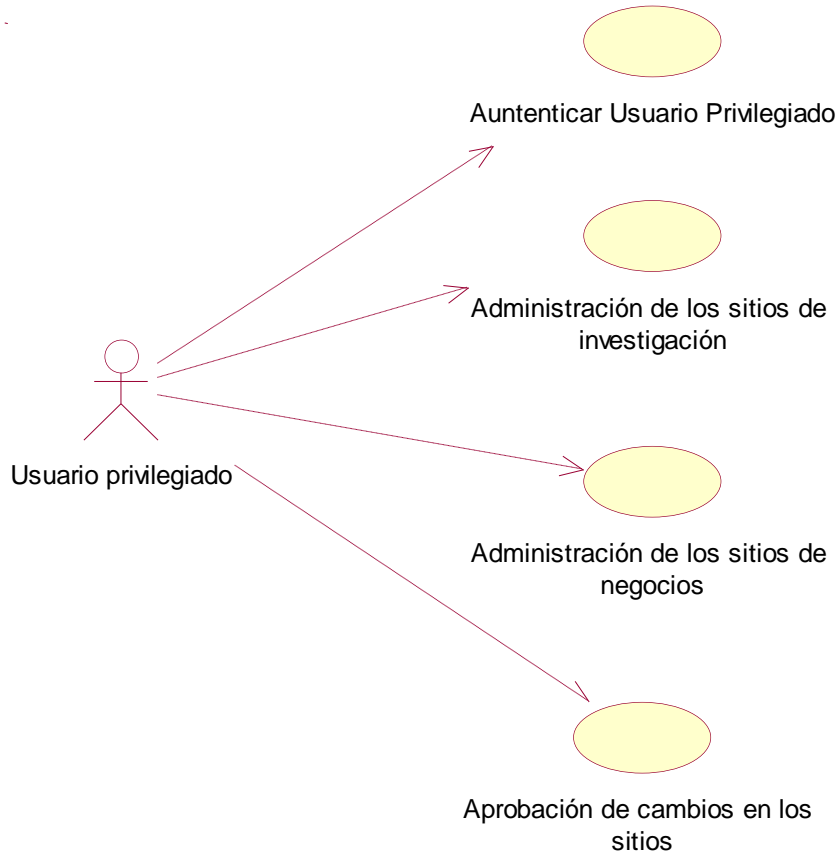 Auntenticar Usuario Privilegiado
Administración de los sitios de
investigación
Usuario privilegiado
Administración de los sitios de
negocios
Aprobación de cambios en los
sitios